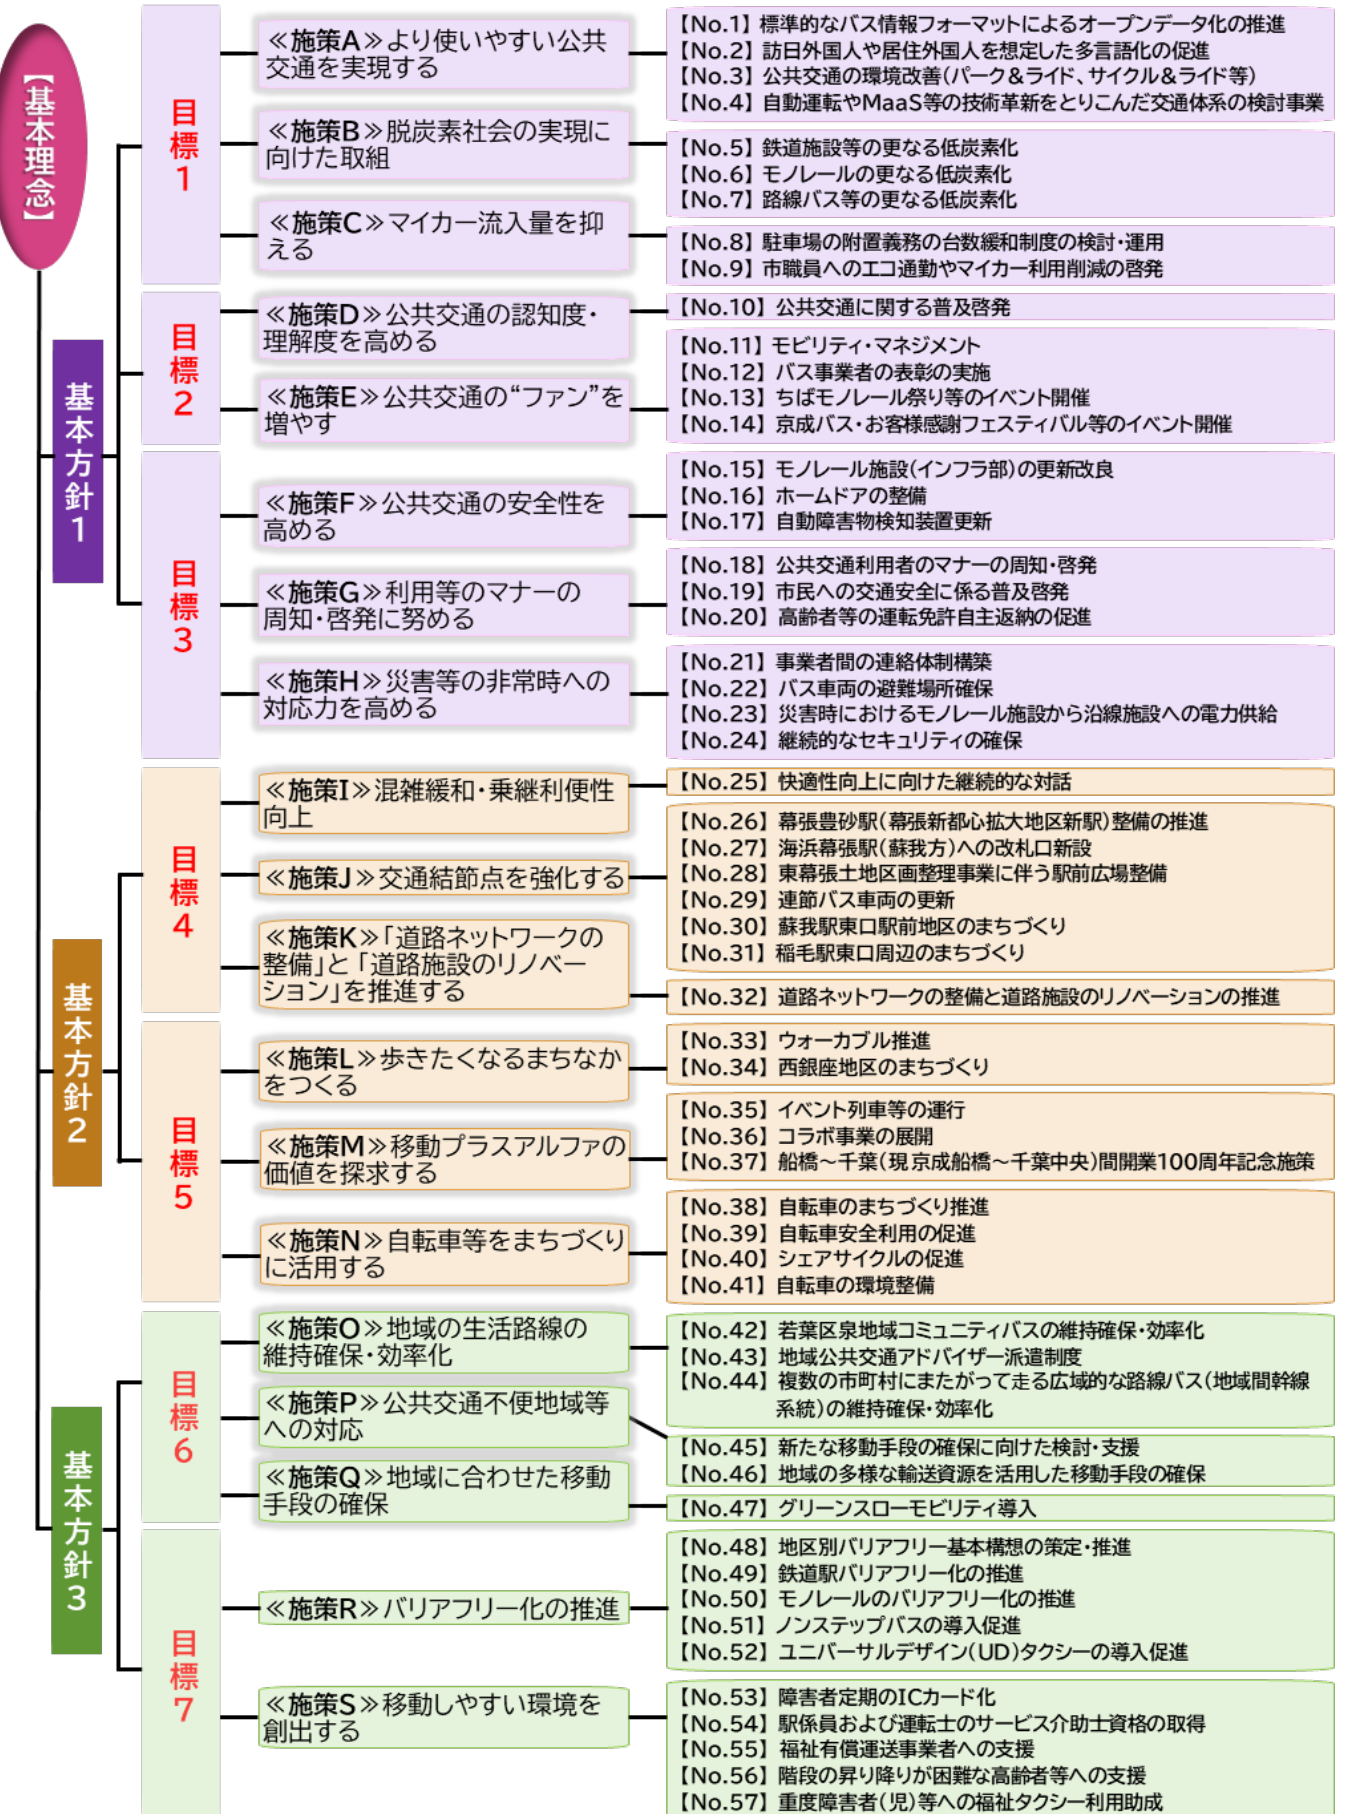 【基本理念】
基本方針1
目標1
≪施策A≫より使いやすい公共
交通を実現する
【No.1】標準的なバス情報フォーマットによるオープンデータ化の推進
【No.2】訪日外国人や居住外国人を想定した多言語化の促進
【No.3】公共交通の環境改善(パーク&ライド、サイクル&ライド等)
【No.4】自動運転やMaaS等の技術革新をとりこんだ交通体系の検討事業
≪施策B≫脱炭素社会の実現に
向けた取組
【No.5】鉄道施設等の更なる低炭素化
【No.6】モノレールの更なる低炭素化
【No.7】路線バス等の更なる低炭素化
≪施策C≫マイカー流入量を抑
える
【No.8】駐車場の附置義務の台数緩和制度の検討・運用
【No.9】市職員へのエコ通勤やマイカー利用削減の啓発
目標2
≪施策D≫公共交通の認知度・
理解度を高める
【No.10】公共交通に関する普及啓発
≪施策E≫公共交通の“ファン”を
増やす
【No.11】モビリティ・マネジメント
【No.12】バス事業者の表彰の実施
【No.13】ちばモノレール祭り等のイベント開催
【No.14】京成バス・お客様感謝フェスティバル等のイベント開催
目標3
≪施策F≫公共交通の安全性を
高める
【No.15】モノレール施設(インフラ部)の更新改良
【No.16】ホームドアの整備
【No.17】自動障害物検知装置更新
≪施策G≫利用等のマナーの
周知・啓発に努める
【No.18】公共交通利用者のマナーの周知・啓発
【No.19】市民への交通安全に係る普及啓発
【No.20】高齢者等の運転免許自主返納の促進
≪施策H≫災害等の非常時への
対応力を高める
【No.21】事業者間の連絡体制構築
【No.22】バス車両の避難場所確保
【No.23】災害時におけるモノレール施設から沿線施設への電力供給
【No.24】継続的なセキュリティの確保
基本方針2
目標4
≪施策I≫混雑緩和・乗継利便性
向上
【No.25】快適性向上に向けた継続的な対話
≪施策J≫交通結節点を強化する
【No.26】幕張豊砂駅(幕張新都心拡大地区新駅)整備の推進
【No.27】海浜幕張駅(蘇我方)への改札口新設
【No.28】東幕張土地区画整理事業に伴う駅前広場整備
【No.29】連節バス車両の更新
【No.30】蘇我駅東口駅前地区のまちづくり
【No.31】稲毛駅東口周辺のまちづくり
≪施策K≫「道路ネットワークの
整備」と「道路施設のリノベー
ション」を推進する
【No.32】道路ネットワークの整備と道路施設のリノベーションの推進
目標5
≪施策L≫歩きたくなるまちなか
をつくる
【No.33】ウォーカブル推進
【No.34】西銀座地区のまちづくり
≪施策M≫移動プラスアルファの
価値を探求する
【No.35】イベント列車等の運行
【No.36】コラボ事業の展開
【No.37】船橋～千葉(現京成船橋～千葉中央)間開業100周年記念施策
≪施策N≫自転車等をまちづくり
に活用する
【No.38】自転車のまちづくり推進
【No.39】自転車安全利用の促進
【No.40】シェアサイクルの促進
【No.41】自転車の環境整備
基本方針3
目標6
≪施策O≫地域の生活路線の
維持確保・効率化
【No.42】若葉区泉地域コミュニティバスの維持確保・効率化
【No.43】地域公共交通アドバイザー派遣制度
【No.44】複数の市町村にまたがって走る広域的な路線バス(地域間幹線
系統)の維持確保・効率化
≪施策P≫公共交通不便地域等
への対応
【No.45】新たな移動手段の確保に向けた検討・支援
【No.46】地域の多様な輸送資源を活用した移動手段の確保
≪施策Q≫地域に合わせた移動
手段の確保
【No.47】グリーンスローモビリティ導入
目標7
≪施策R≫バリアフリー化の推進
【No.48】地区別バリアフリー基本構想の策定・推進
【No.49】鉄道駅バリアフリー化の推進
【No.50】モノレールのバリアフリー化の推進
【No.51】ノンステップバスの導入促進
【No.52】ユニバーサルデザイン(UD)タクシーの導入促進
≪施策S≫移動しやすい環境を
創出する
【No.53】障害者定期のICカード化
【No.54】駅係員および運転士のサービス介助士資格の取得
【No.55】福祉有償運送事業者への支援
【No.56】階段の昇り降りが困難な高齢者等への支援
【No.57】重度障害者(児)等への福祉タクシー利用助成